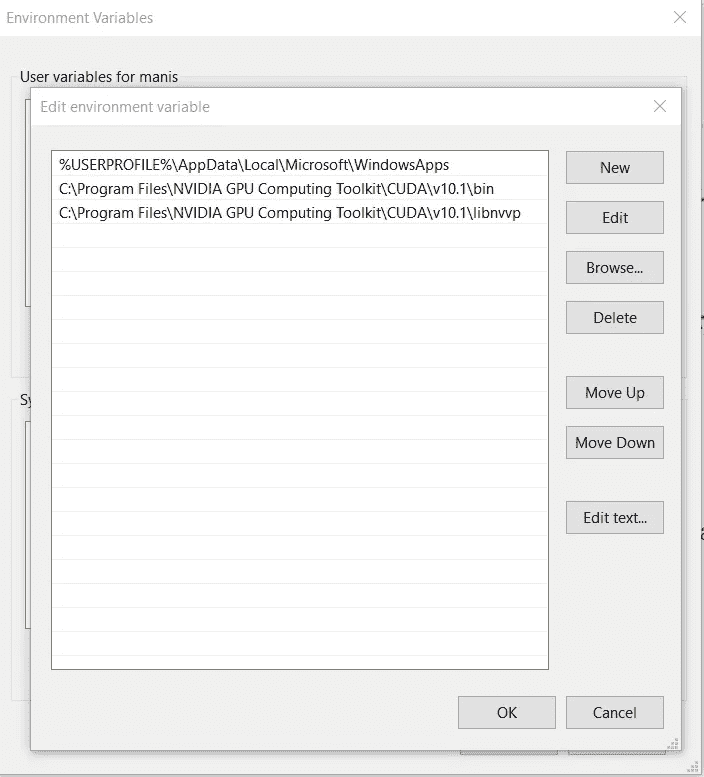 Environment Variables
User variables for manis
Edit environment variable
%USERPROFILE%\AppData\Local\Microsoft\WindowsApps
New
C:\Program Files\NVIDIA GPU Computing Toolkit\CUDA\v10.1\bin
C:\Program Files\NVIDIA GPU Computing Toolkit\CUDA\v10.1\libnvvp
Edit
Browse...
Delete
Sy
Move Up
Move Down
Edit text...
OK
Cancel